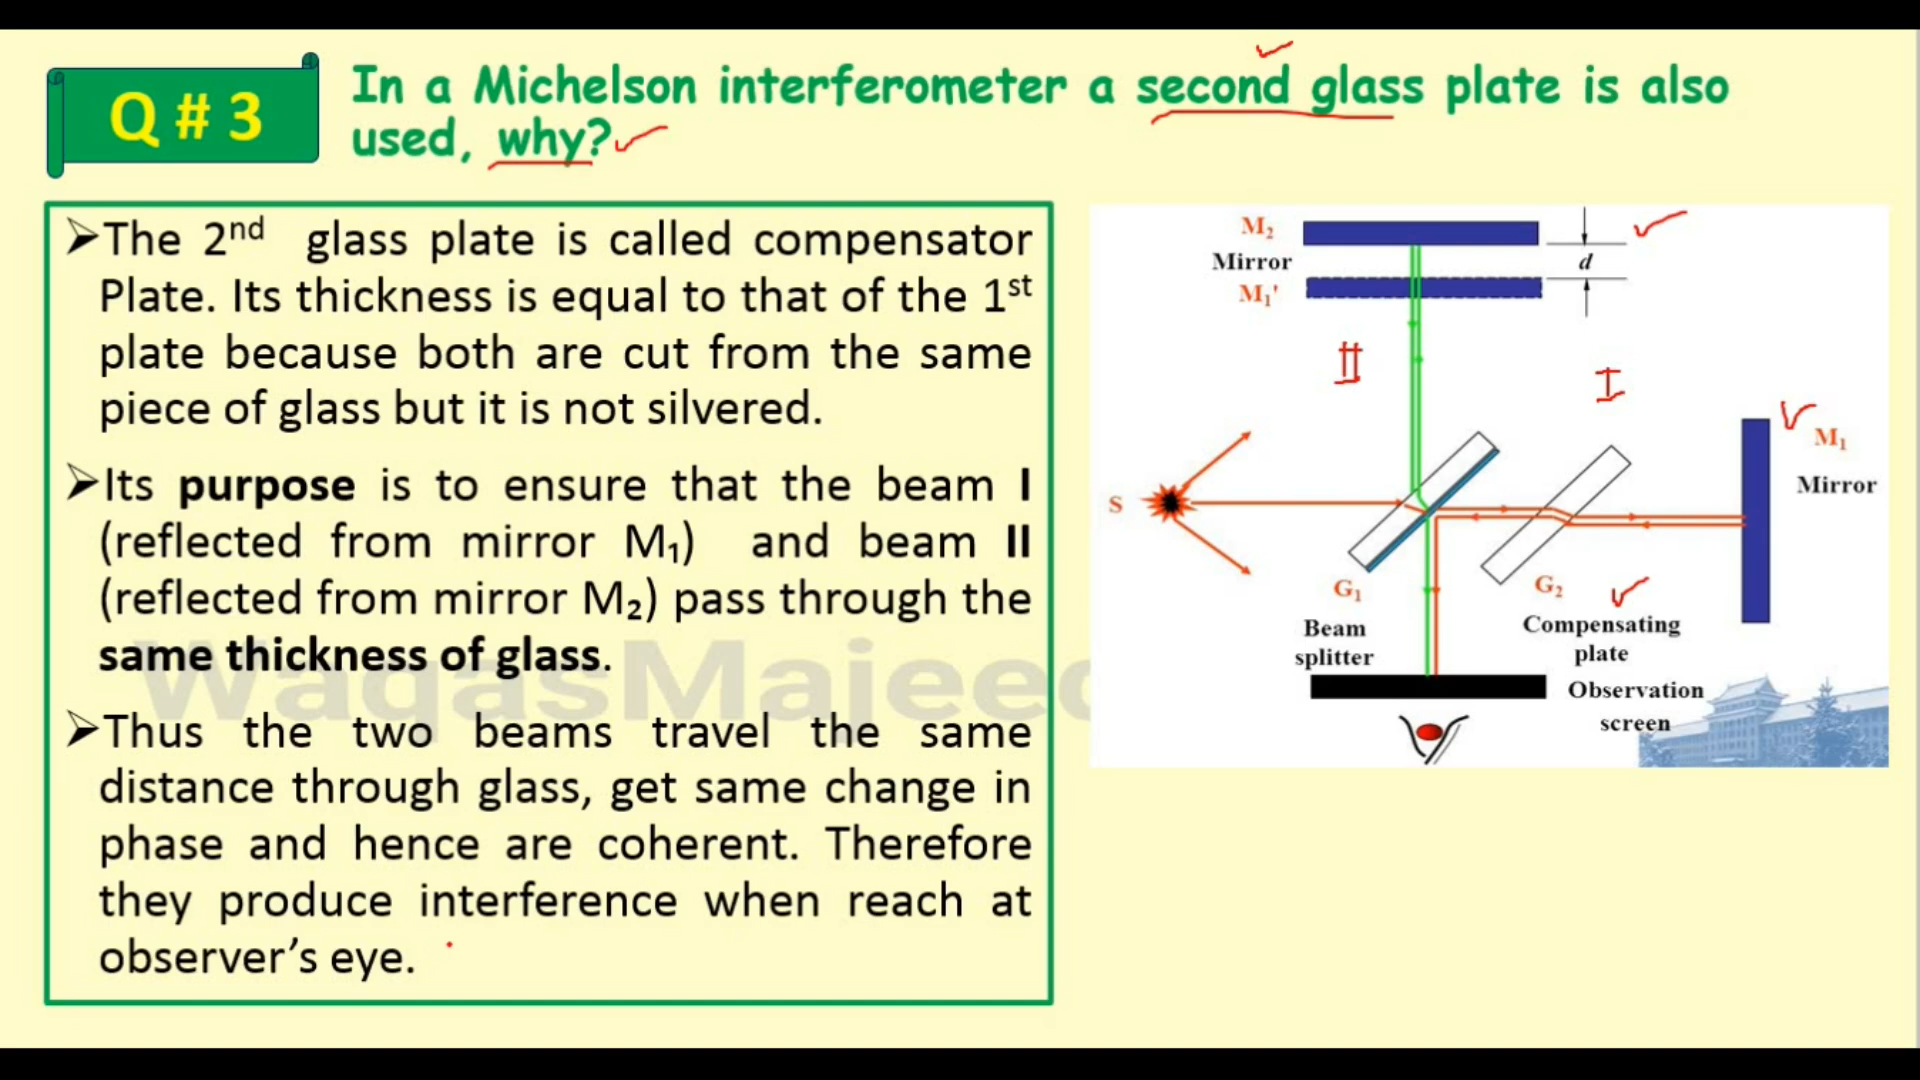 Q # 3
In a Michelson interferometer a second glass plate is also
used, why?
➢The 2nd glass plate is called compensator
Plate. Its thickness is equal to that of the 1st
plate because both are cut from the same
piece of glass but it is not silvered.
➢Its purpose is to ensure that the beam I
(reflected from mirror M₁) and beam II
(reflected from mirror M₂) pass through the
same thickness of glass.
➢Thus the two beams travel the same
distance through glass, get same change in
phase and hence are coherent. Therefore
they produce interference when reach at
observer's eye.
WaqasMajeed
M₂
Mirror
M₁'
d
II
I
M₁
Mirror
S
G₁
G₂
Beam
splitter
Compensating
plate
Observation
screen